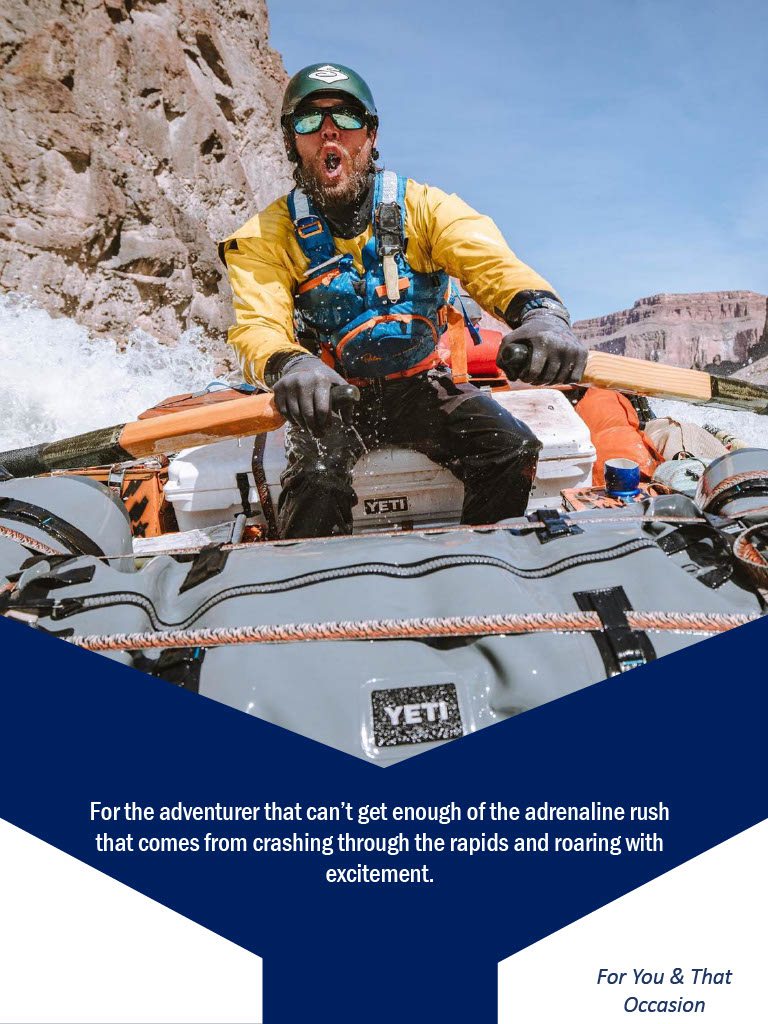 YETI
YETI
For the adventurer that can’t get enough of the adrenaline rush
that comes from crashing through the rapids and roaring with
excitement.
For You & That
Occasion